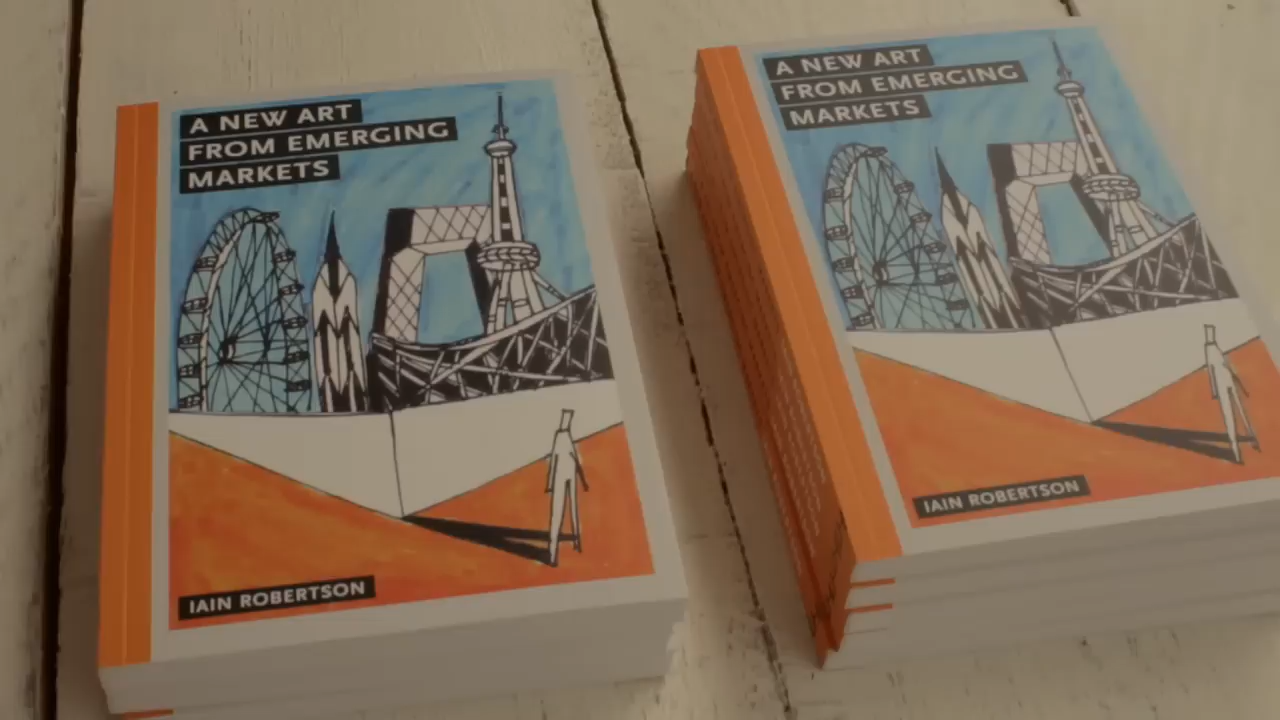 A NEW ART
FROM EMERGING
MARKETS
IAIN ROBERTSON
A NEW ART
FROM EMERGING
MARKETS
IAIN ROBERTSON